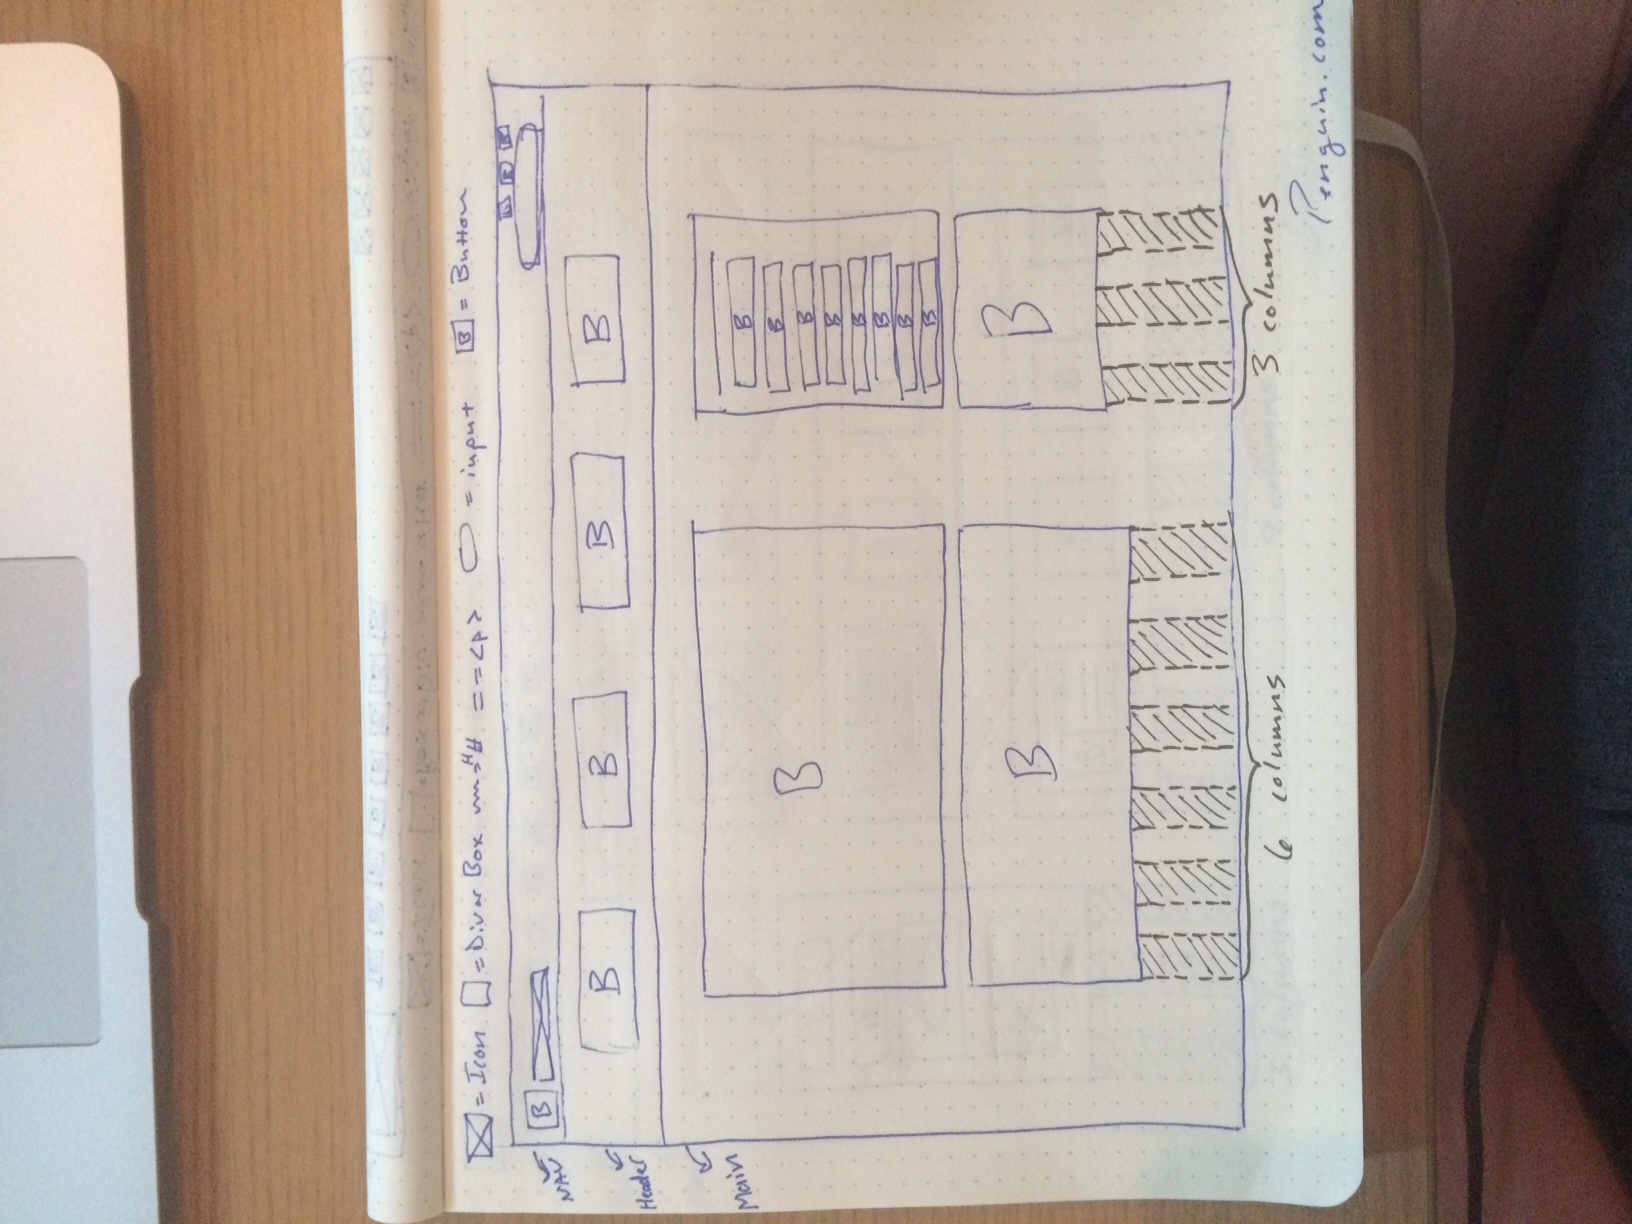 = Icon = Div or Box = H# = = <p> = input B = Button
NAV
B
Header
B B B B
Main
B
B
B
B
B
B
B
B
B
B
B
6 columns 3 columns
Penguin.com